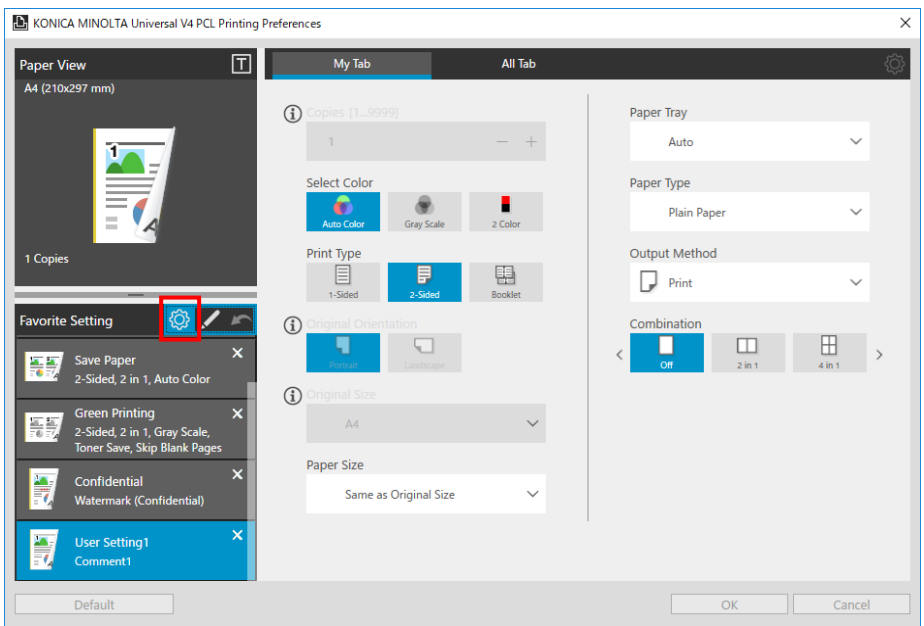 KONICA MINOLTA Universal V4 PCL Printing Preferences
Paper View
T
A4 (210x297 mm)
1
A
1 Copies
Favorite Setting
Save Paper
2-Sided, 2 in 1, Auto Color
Green Printing
2-Sided, 2 in 1, Gray Scale,
Toner Save, Skip Blank Pages
Confidential
Watermark (Confidential)
User Setting1
Comment1
My Tab
All Tab
Copies [1...9999]
1
Select Color
Auto Color
Gray Scale
2 Color
Print Type
1-Sided
2-Sided
Booklet
Original Orientation
Portrait
Landscape
Original Size
A4
Paper Size
Same as Original Size
Paper Tray
Auto
Paper Type
Plain Paper
Output Method
Print
Combination
Off
2 in 1
4 in 1
Default
OK
Cancel